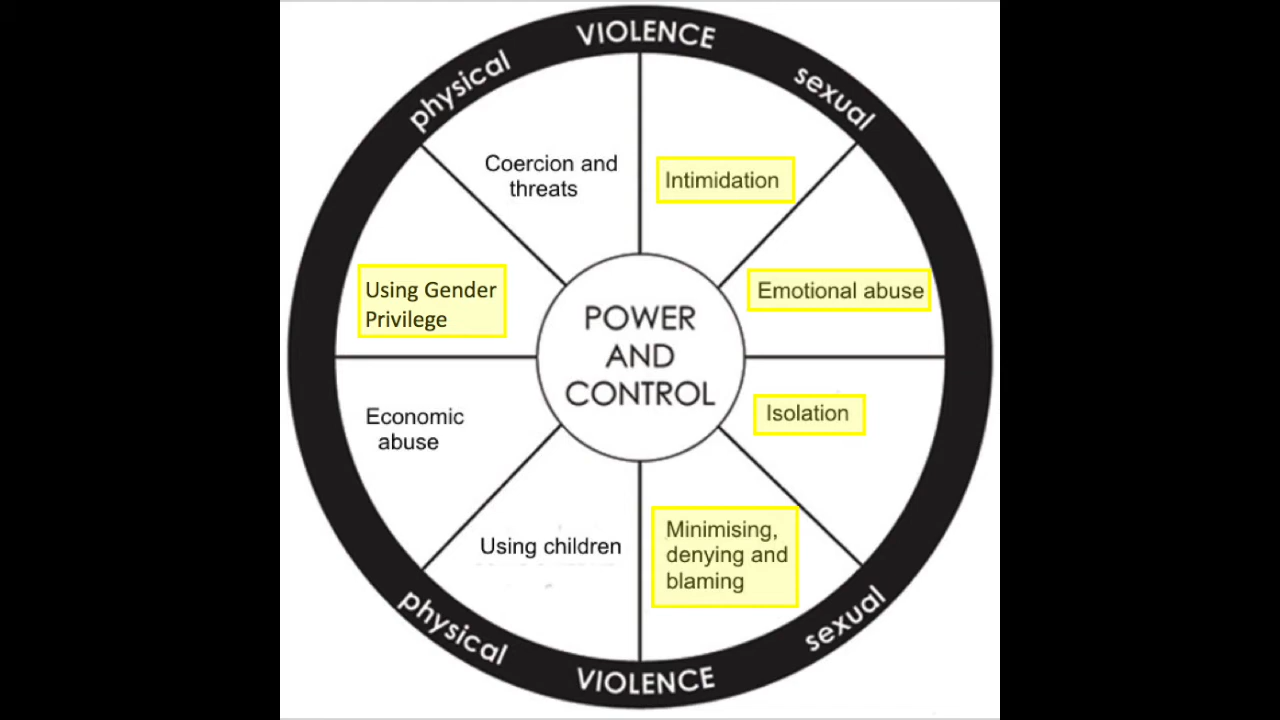 VIOLENCE
physical
sexual
Coercion and
threats
Intimidation
Using Gender
Privilege
Emotional abuse
POWER
AND
CONTROL
Economic
abuse
Isolation
Using children
Minimising,
denying and
blaming
physical
VIOLENCE
sexual